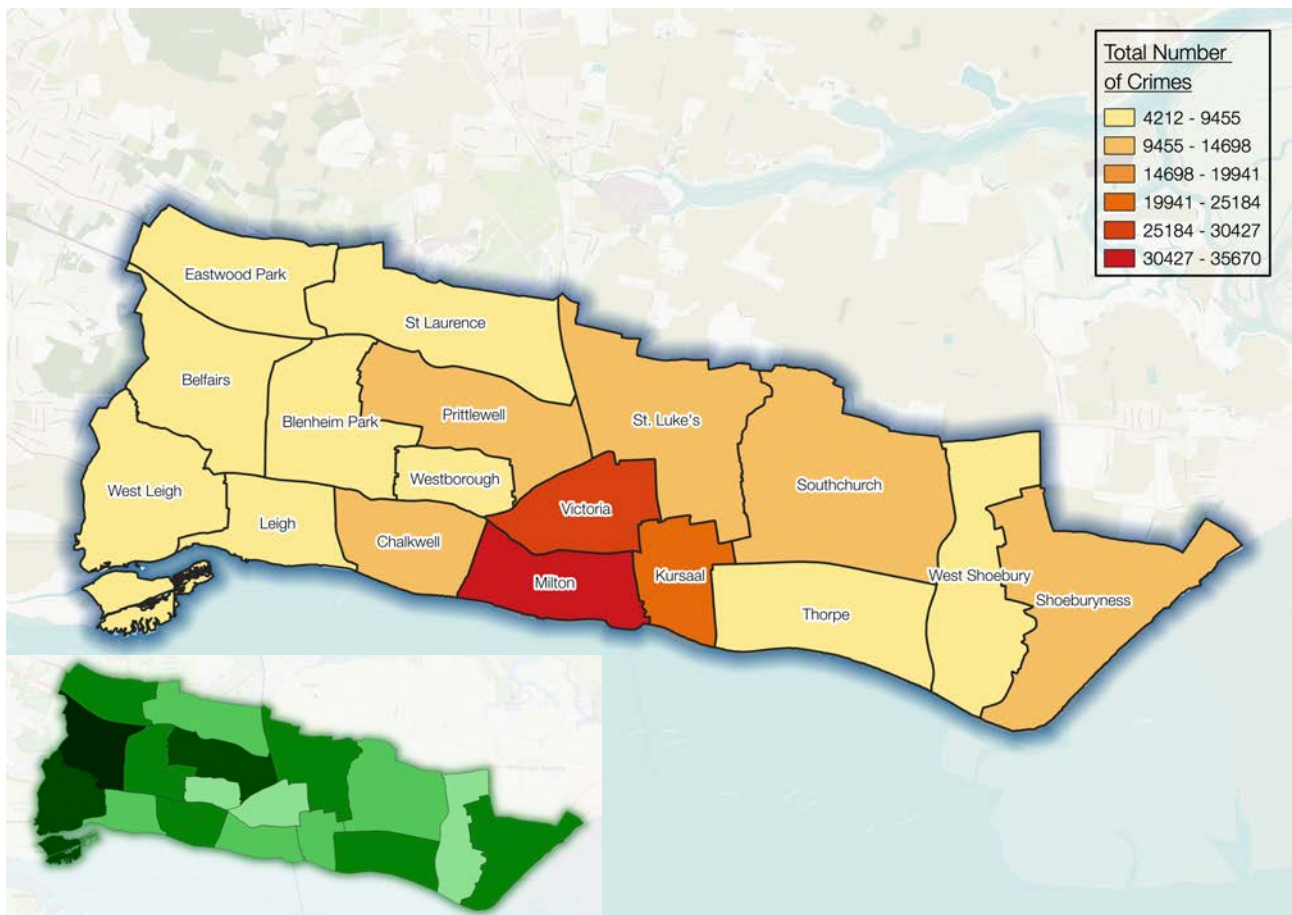 Total Number
of Crimes
4212 - 9455
9455 - 14698
14698 - 19941
19941 - 25184
25184 - 30427
30427 - 35670
Eastwood Park
St Laurence
Belfairs
Blenheim Park
Prittlewell
St. Luke's
Westborough
Southchurch
West Leigh
Leigh
Chalkwell
Victoria
Milton
Kursaal
Thorpe
West Shoebury
Shoeburyness